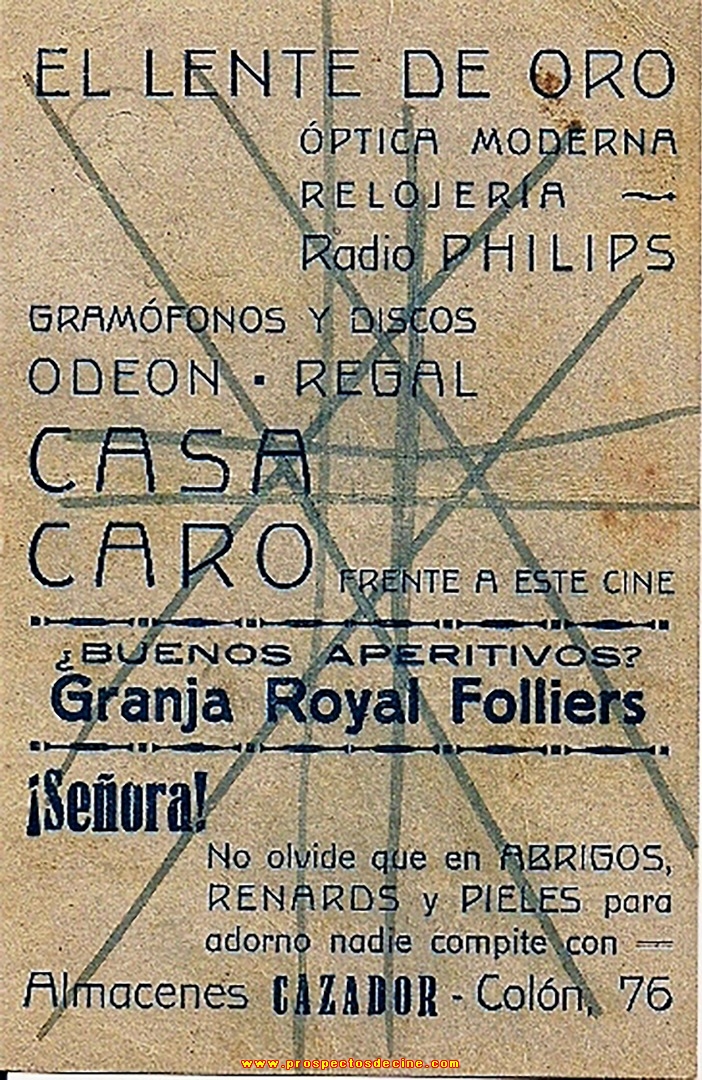 EL LENTE DE ORO
ÓPTICA MODERNA
RELOJERIA
Radio PHILIPS
GRAMÓFONOS Y DISCOS
ODEON · REGAL
CASA
CARO FRENTE A ESTE CINE
¿BUENOS APERITIVOS?
Granja Royal Folliers
¡Señora!
No olvide que en ABRIGOS,
RENARDS y PIELES para
adorno nadie compite con —
Almacenes CAZADOR - Colón, 76
www.prospectosdecine.com